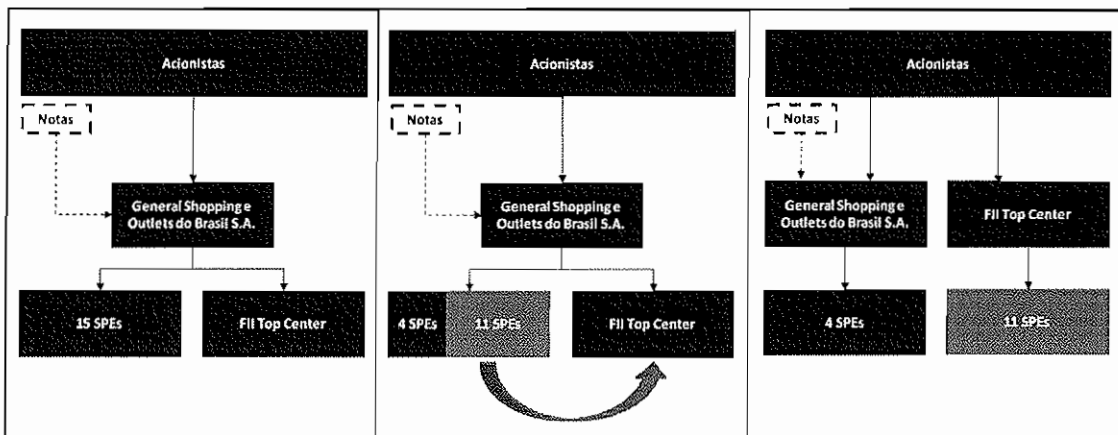 Acionistas
Notas
General Shopping e
Outlets do Brasil S.A.
15 SPEs
FII Top Center
Acionistas
Notas
General Shopping e
Outlets do Brasil S.A.
4 SPEs
11 SPEs
FII Top Center
Acionistas
Notas
General Shopping e
Outlets do Brasil S.A.
FII Top Center
4 SPEs
11 SPEs